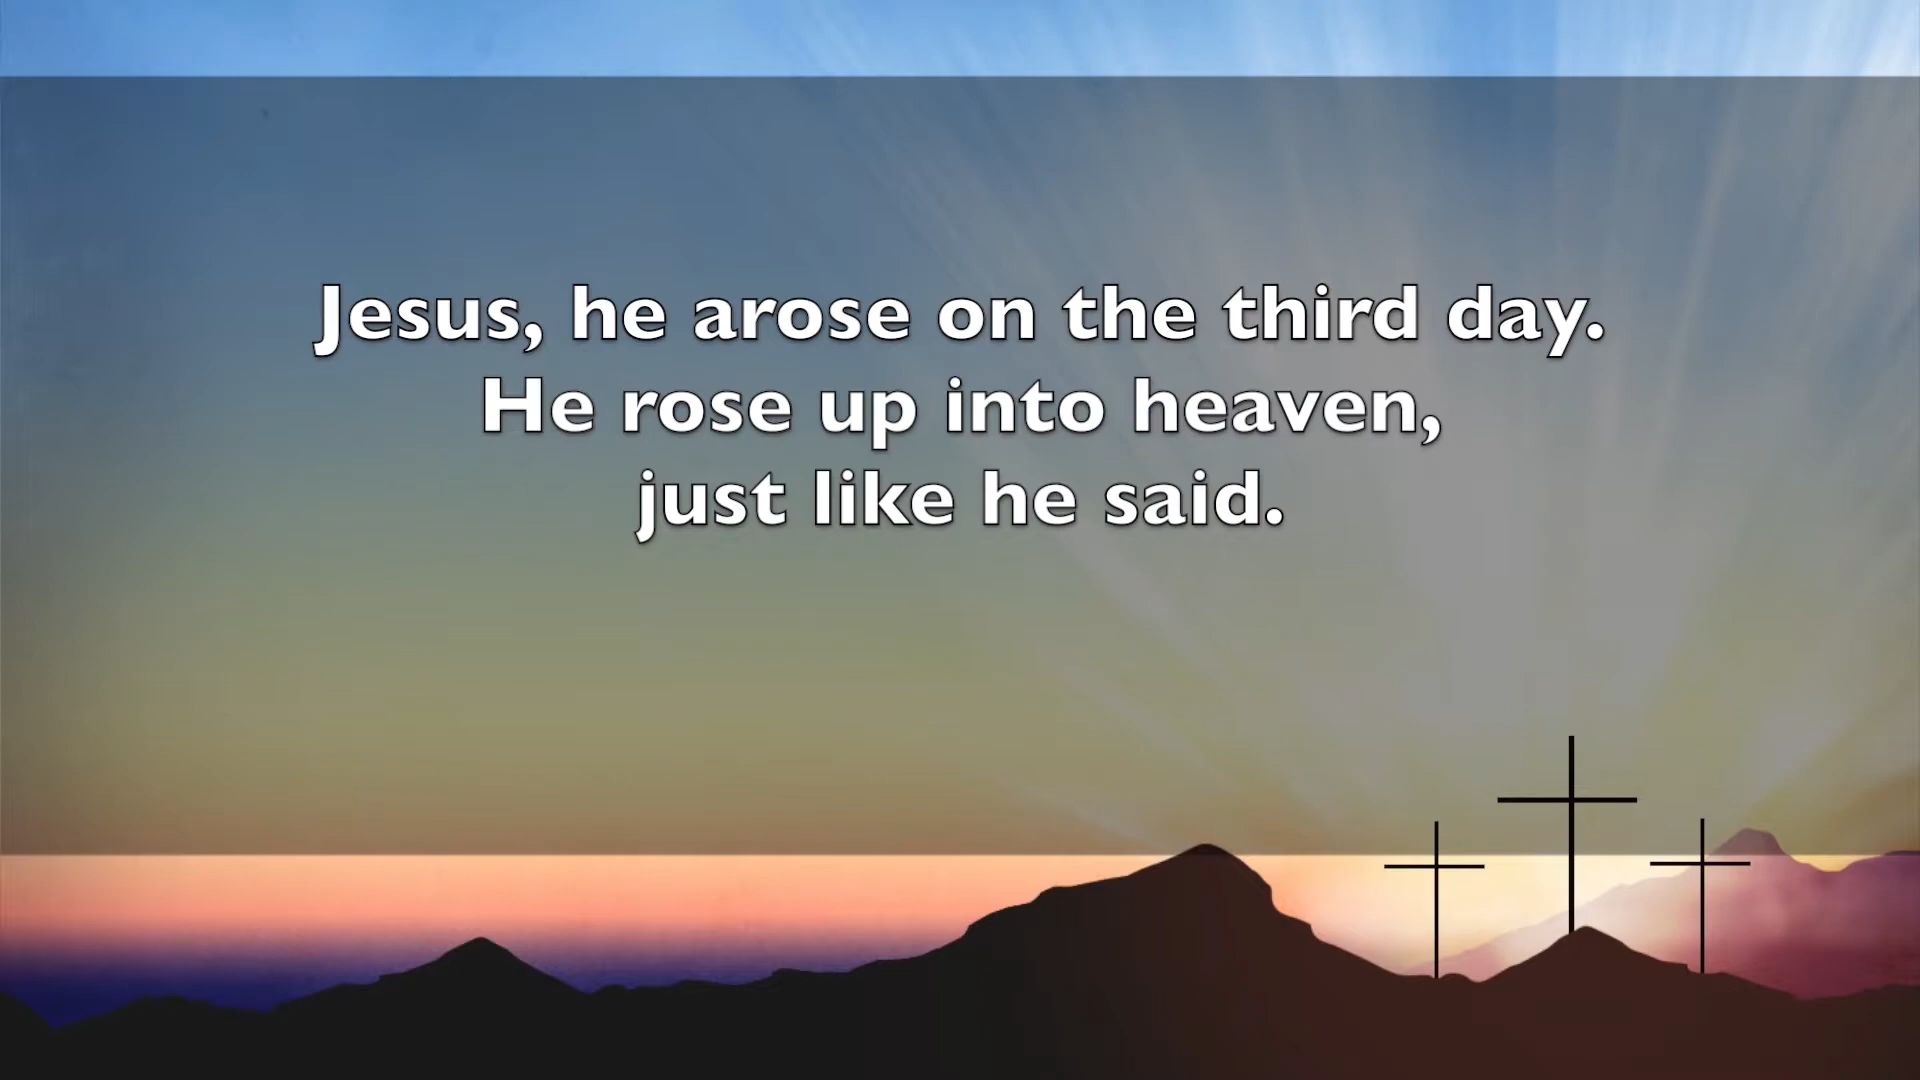 Jesus, he arose on the third day.
He rose up into heaven,
just like he said.